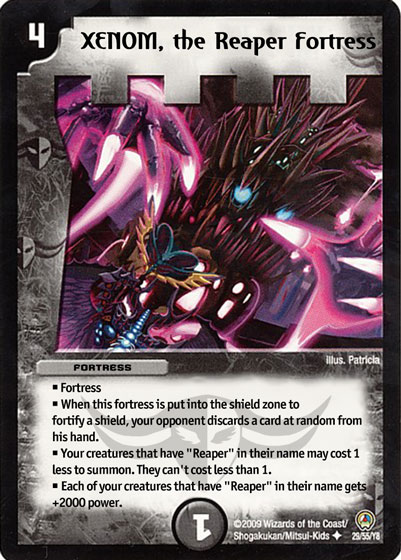 4
XENOM, the Reaper Fortress
illus. Patricia
FORTRESS
▪ Fortress
▪ When this fortress is put into the shield zone to
fortify a shield, your opponent discards a card at random from
his hand.
▪ Your creatures that have "Reaper" in their name may cost 1
less to summon. They can't cost less than 1.
▪ Each of your creatures that have "Reaper" in their name gets
+2000 power.
1
©2009 Wizards of the Coast/
Shogakukan/Mitsui-Kids ✦ 29/55/Y8